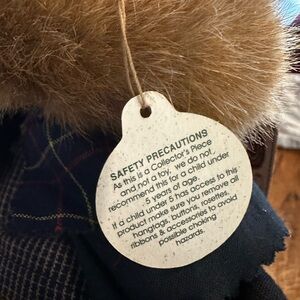 SAFETY PRECAUTIONS
As this is a Collector's Piece
and not a toy, we do not
recommend this for a child under
5 years of age.
If a child under 5 has access to this
product make sure you remove all
hangtags, buttons, rosettes,
ribbons & accessories to avoid
possible choking
hazards.